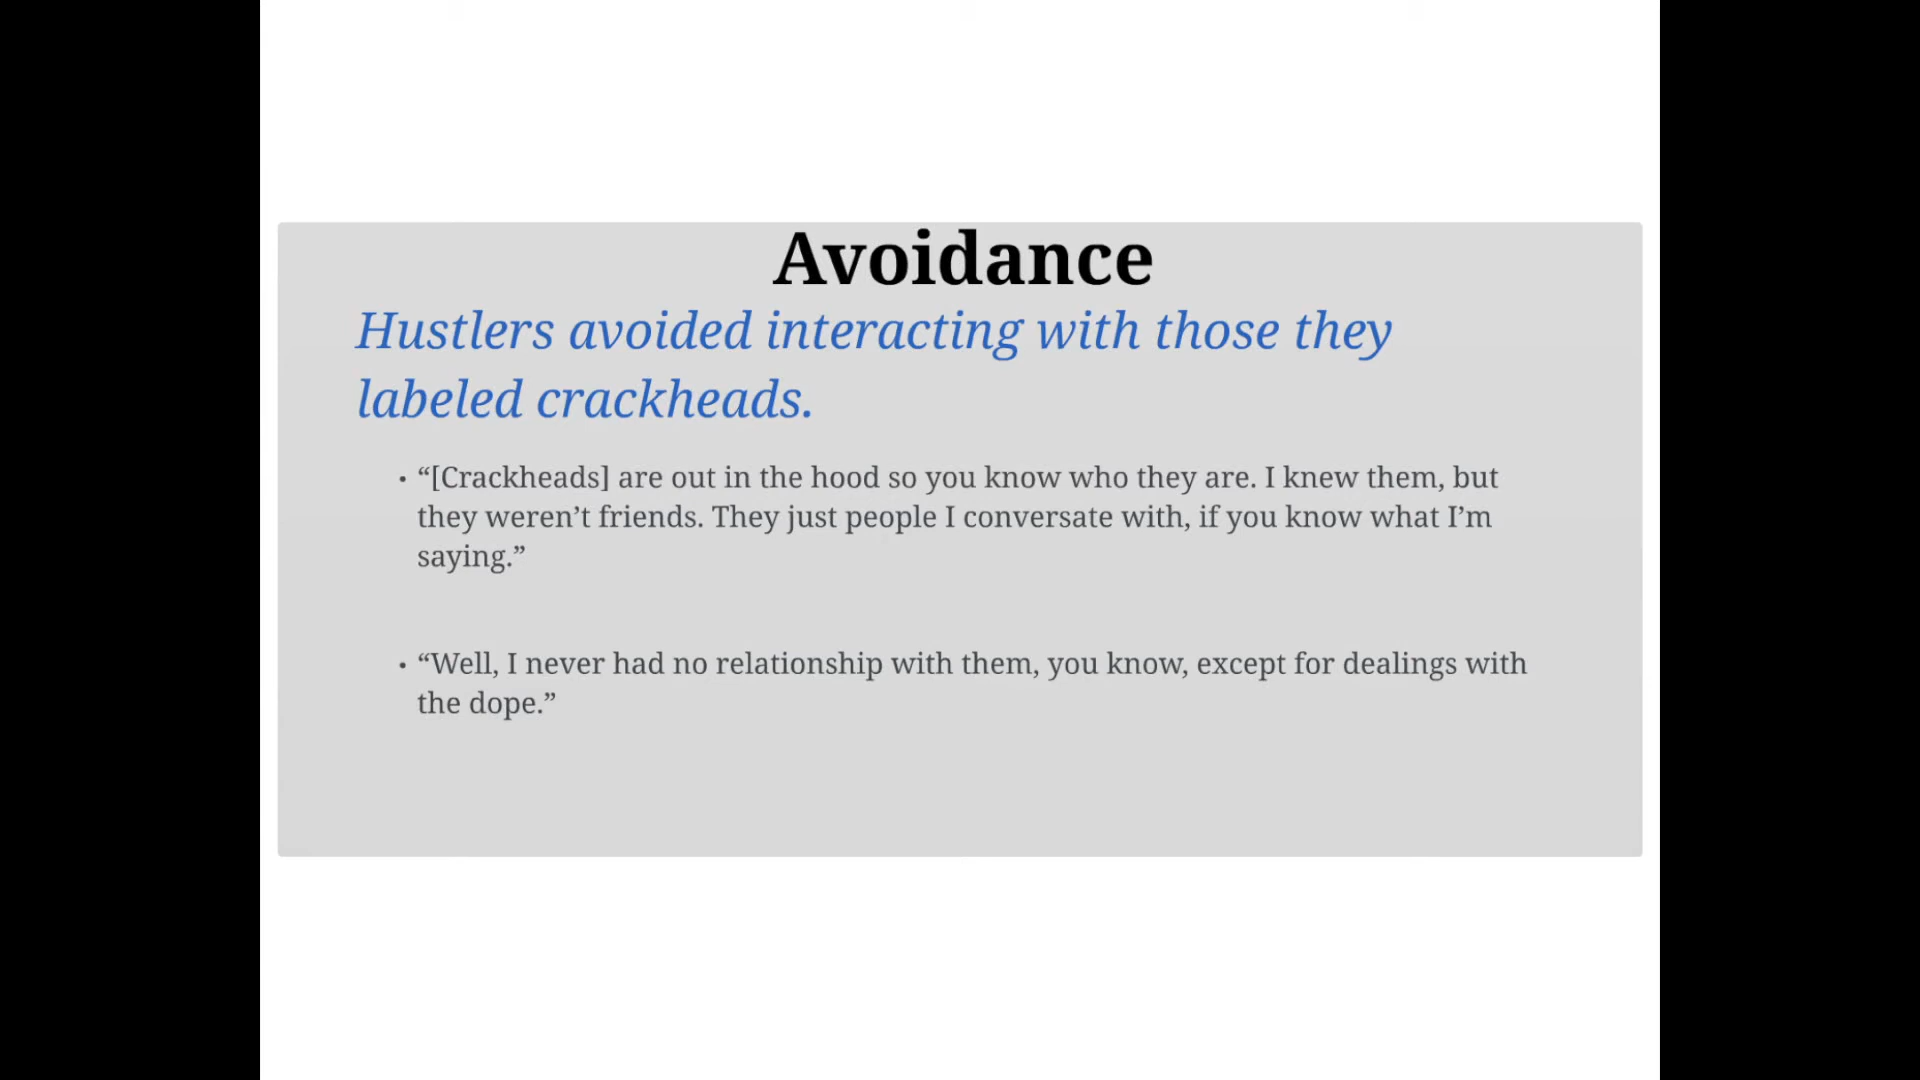 Avoidance
Hustlers avoided interacting with those they
labeled crackheads.
• “[Crackheads] are out in the hood so you know who they are. I knew them, but
they weren’t friends. They just people I conversate with, if you know what I’m
saying.”
• “Well, I never had no relationship with them, you know, except for dealings with
the dope.”